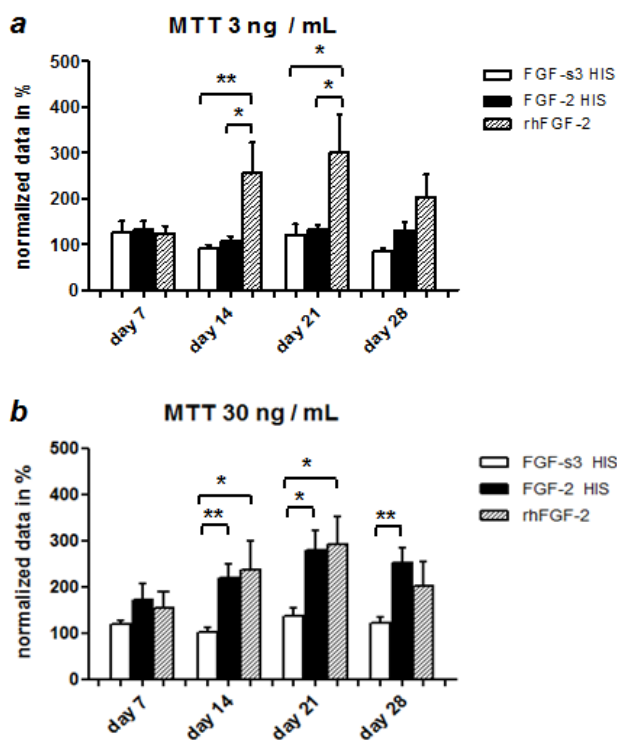 a
MTT 3 ng / mL
normalized data in %
500
400
300
200
100
0
**
*
*
*
FGF-s3 HIS
FGF-2 HIS
rhFGF-2
day 7
day 14
day 21
day 28
b
MTT 30 ng / mL
normalized data in %
500
400
300
200
100
0
*
**
*
*
**
FGF-s3 HIS
FGF-2 HIS
rhFGF-2
day 7
day 14
day 21
day 28